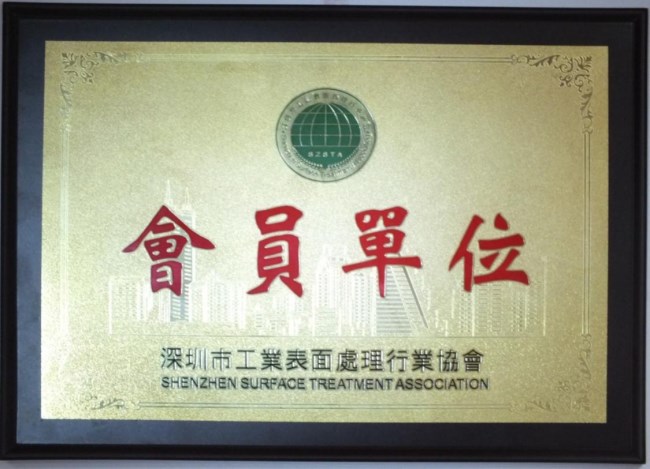 SZSTA
會員單位
深圳市工業表面處理行業協會
SHENZHEN SURFACE TREATMENT ASSOCIATION